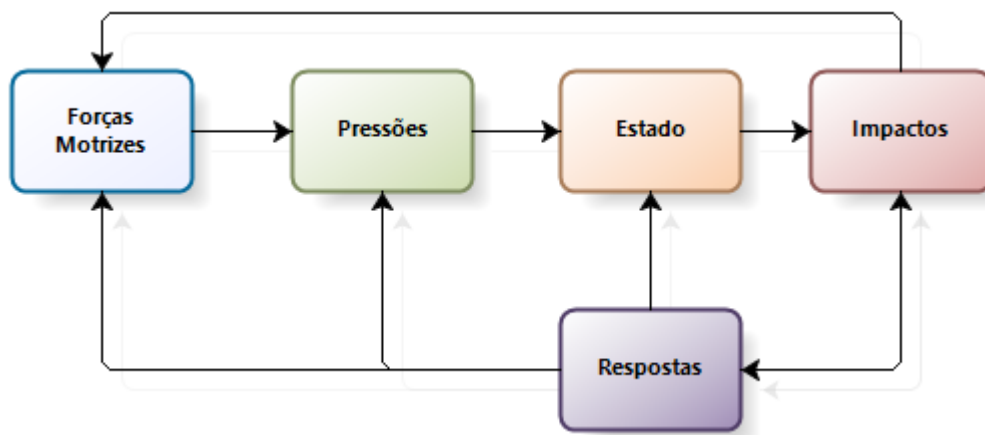 Forças
Motrizes
Pressões
Estado
Impactos
Respostas